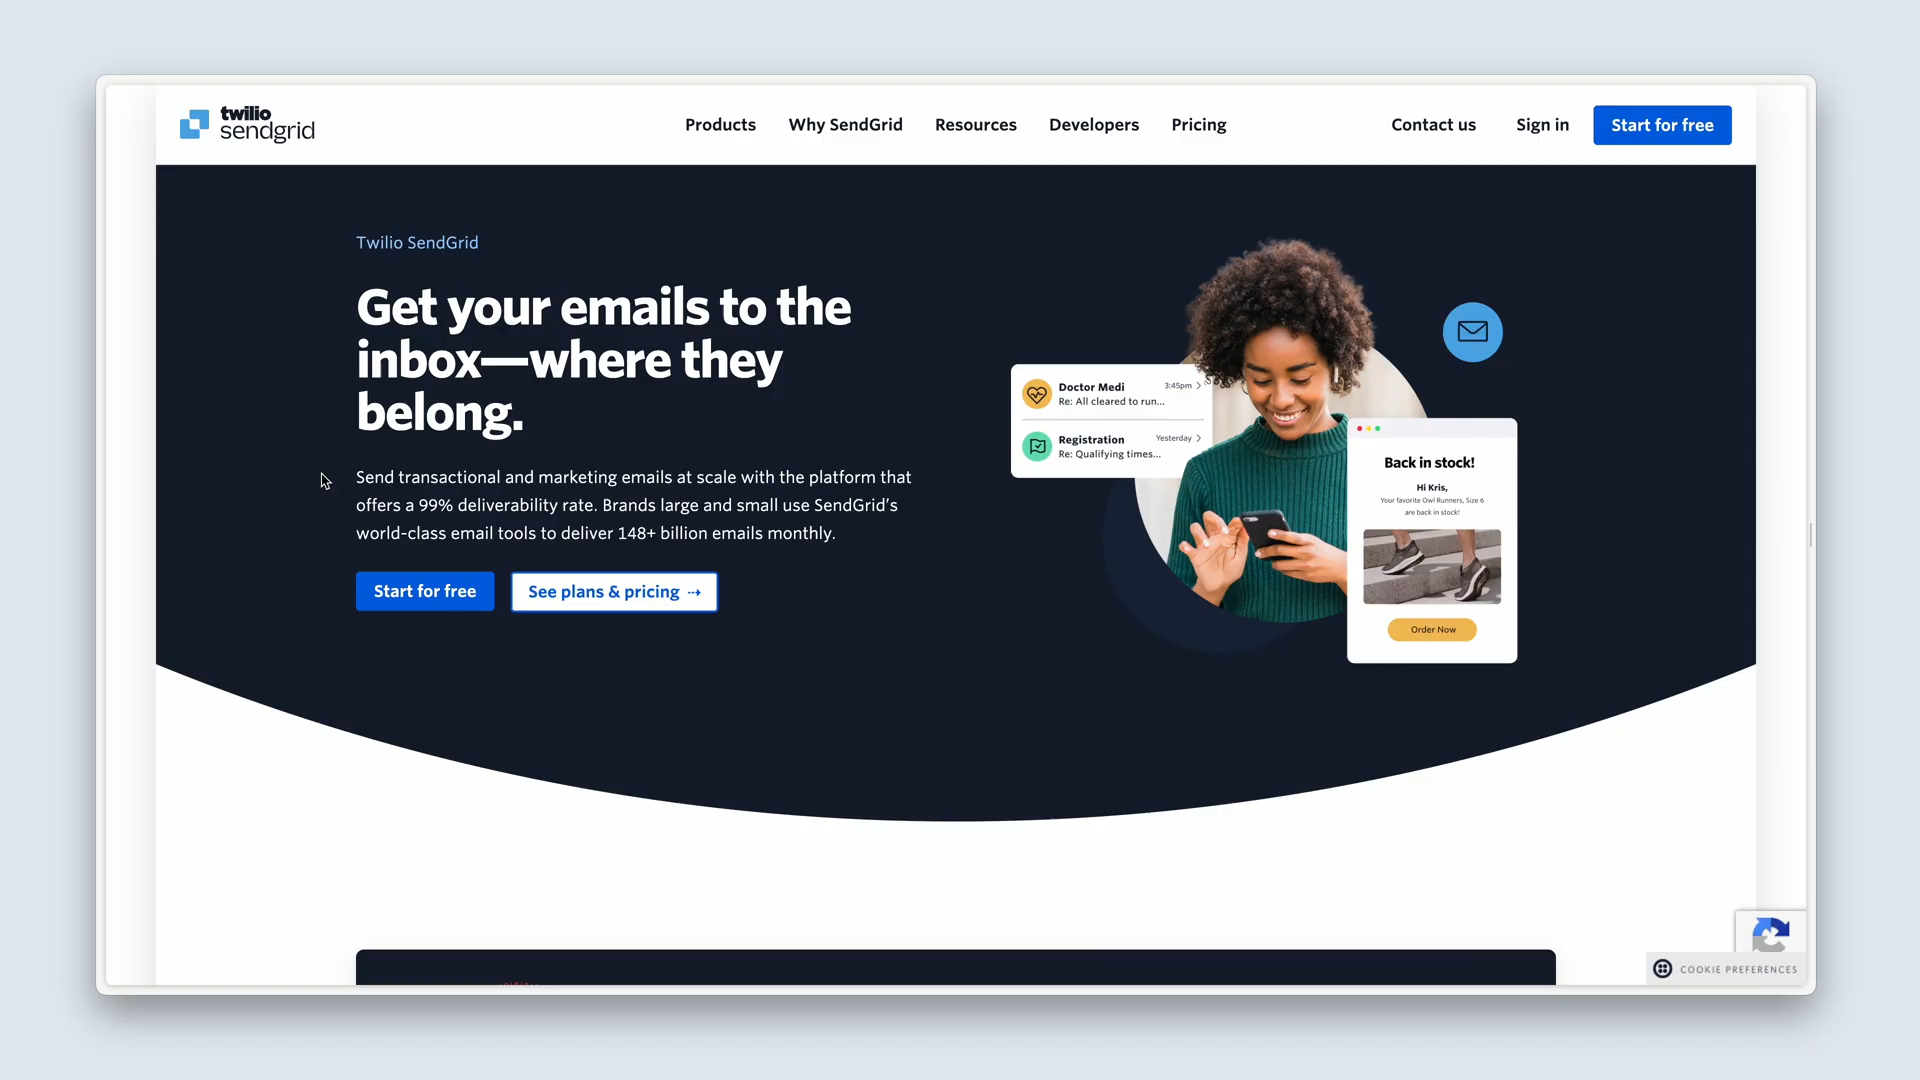 twilio
sendgrid
Products
Why SendGrid
Resources
Developers
Pricing
Contact us
Sign in
Start for free
Twilio SendGrid
Get your emails to the
inbox—where they
belong.
Send transactional and marketing emails at scale with the platform that
offers a 99% deliverability rate. Brands large and small use SendGrid’s
world-class email tools to deliver 148+ billion emails monthly.
Start for free
See plans & pricing
Doctor Medi
3:45pm
Re: All cleared to run...
Registration
Yesterday
Re: Qualifying times...
Back in stock!
Hi Kris,
Your favorite Owl Runners, Size 6
are back in stock!
Order Now
COOKIE PREFERENCES